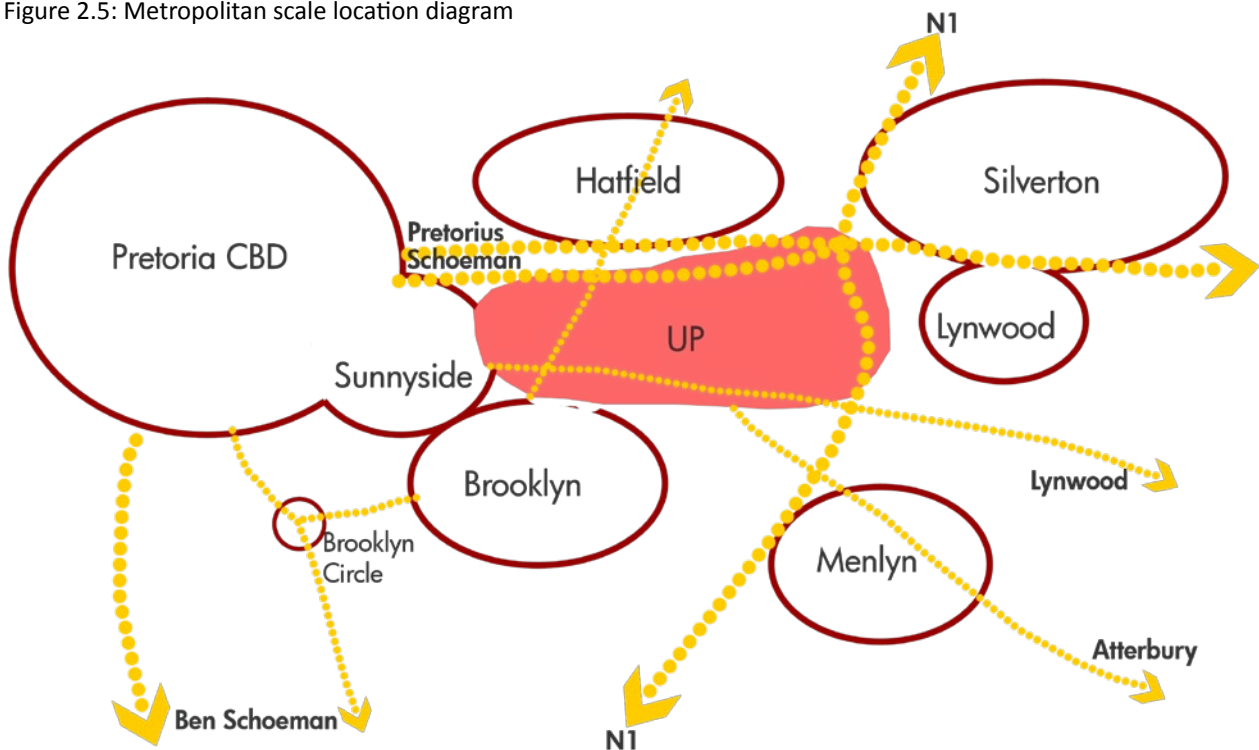 Figure 2.5: Metropolitan scale location diagram
N1
Hatfield
Silverton
Pretorius
Pretoria CBD
Schoeman
Lynwood
UP
Sunnyside
Lynwood
Brooklyn
Brooklyn
Circle
Menlyn
Atterbury
Ben Schoeman
N1